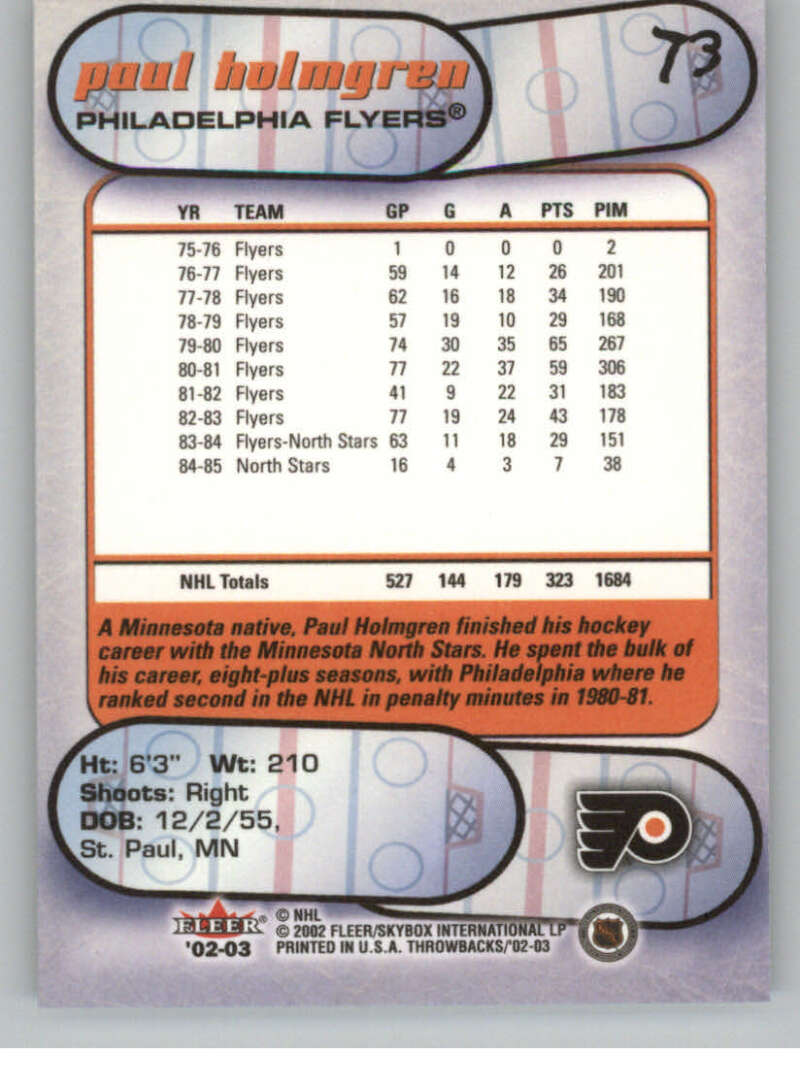 paul holmgren
73
PHILADELPHIA FLYERS®
YR TEAM GP G A PTS PIM
75-76 Flyers 1 0 0 0 2
76-77 Flyers 59 14 12 26 201
77-78 Flyers 62 16 18 34 190
78-79 Flyers 57 19 10 29 168
79-80 Flyers 74 30 35 65 267
80-81 Flyers 77 22 37 59 306
81-82 Flyers 41 9 22 31 183
82-83 Flyers 77 19 24 43 178
83-84 Flyers-North Stars 63 11 18 29 151
84-85 North Stars 16 4 3 7 38
NHL Totals 527 144 179 323 1684
A Minnesota native, Paul Holmgren finished his hockey
career with the Minnesota North Stars. He spent the bulk of
his career, eight-plus seasons, with Philadelphia where he
ranked second in the NHL in penalty minutes in 1980-81.
Ht: 6'3" Wt: 210
Shoots: Right
DOB: 12/2/55,
St. Paul, MN
FLEER®
'02-03
© NHL
© 2002 FLEER/SKYBOX INTERNATIONAL LP
PRINTED IN U.S.A. THROWBACKS/'02-03